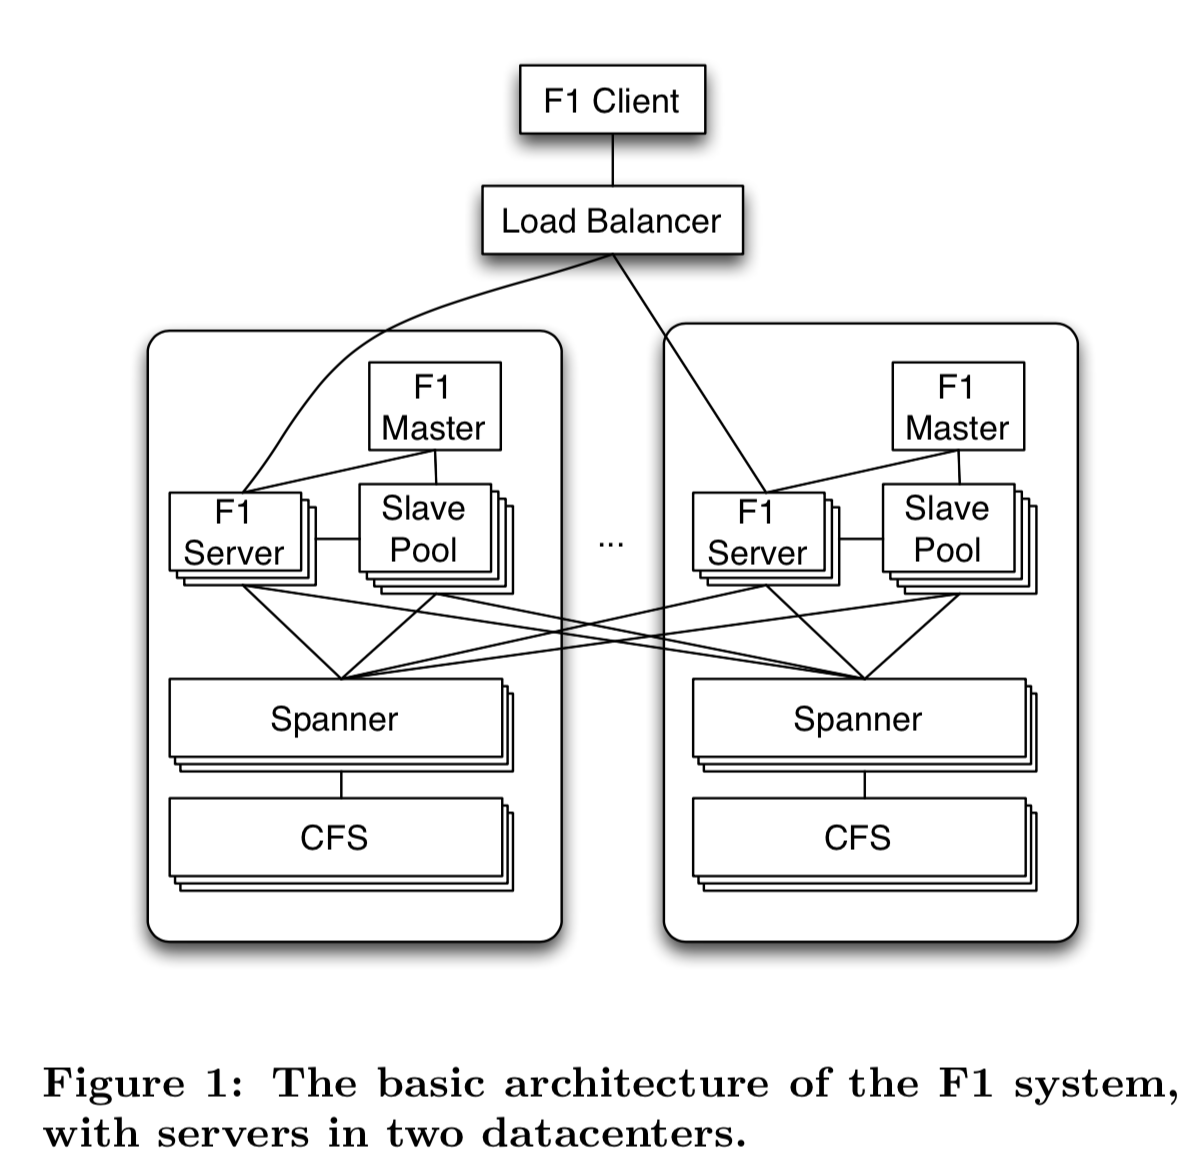 F1 Client
Load Balancer
F1
Master
F1
Server
Slave
Pool
Spanner
CFS
...
F1
Master
F1
Server
Slave
Pool
Spanner
CFS
Figure 1: The basic architecture of the F1 system,
with servers in two datacenters.